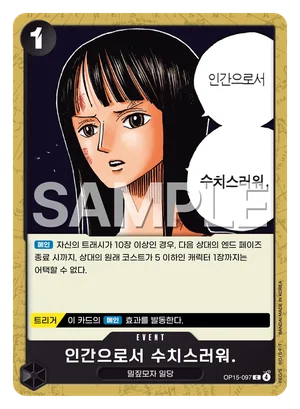 1
인간으로서
수치스러워.
SAMPLE
메인 자신의 트래시가 10장 이상인 경우, 다음 상대의 엔드 페이즈
종료 시까지, 상대의 원래 코스트가 5 이하인 캐릭터 1장까지는
어택할 수 없다.
트리거 이 카드의 메인 효과를 발동한다.
EVENT
인간으로서 수치스러워.
밀짚모자 일당
OP15-097 C